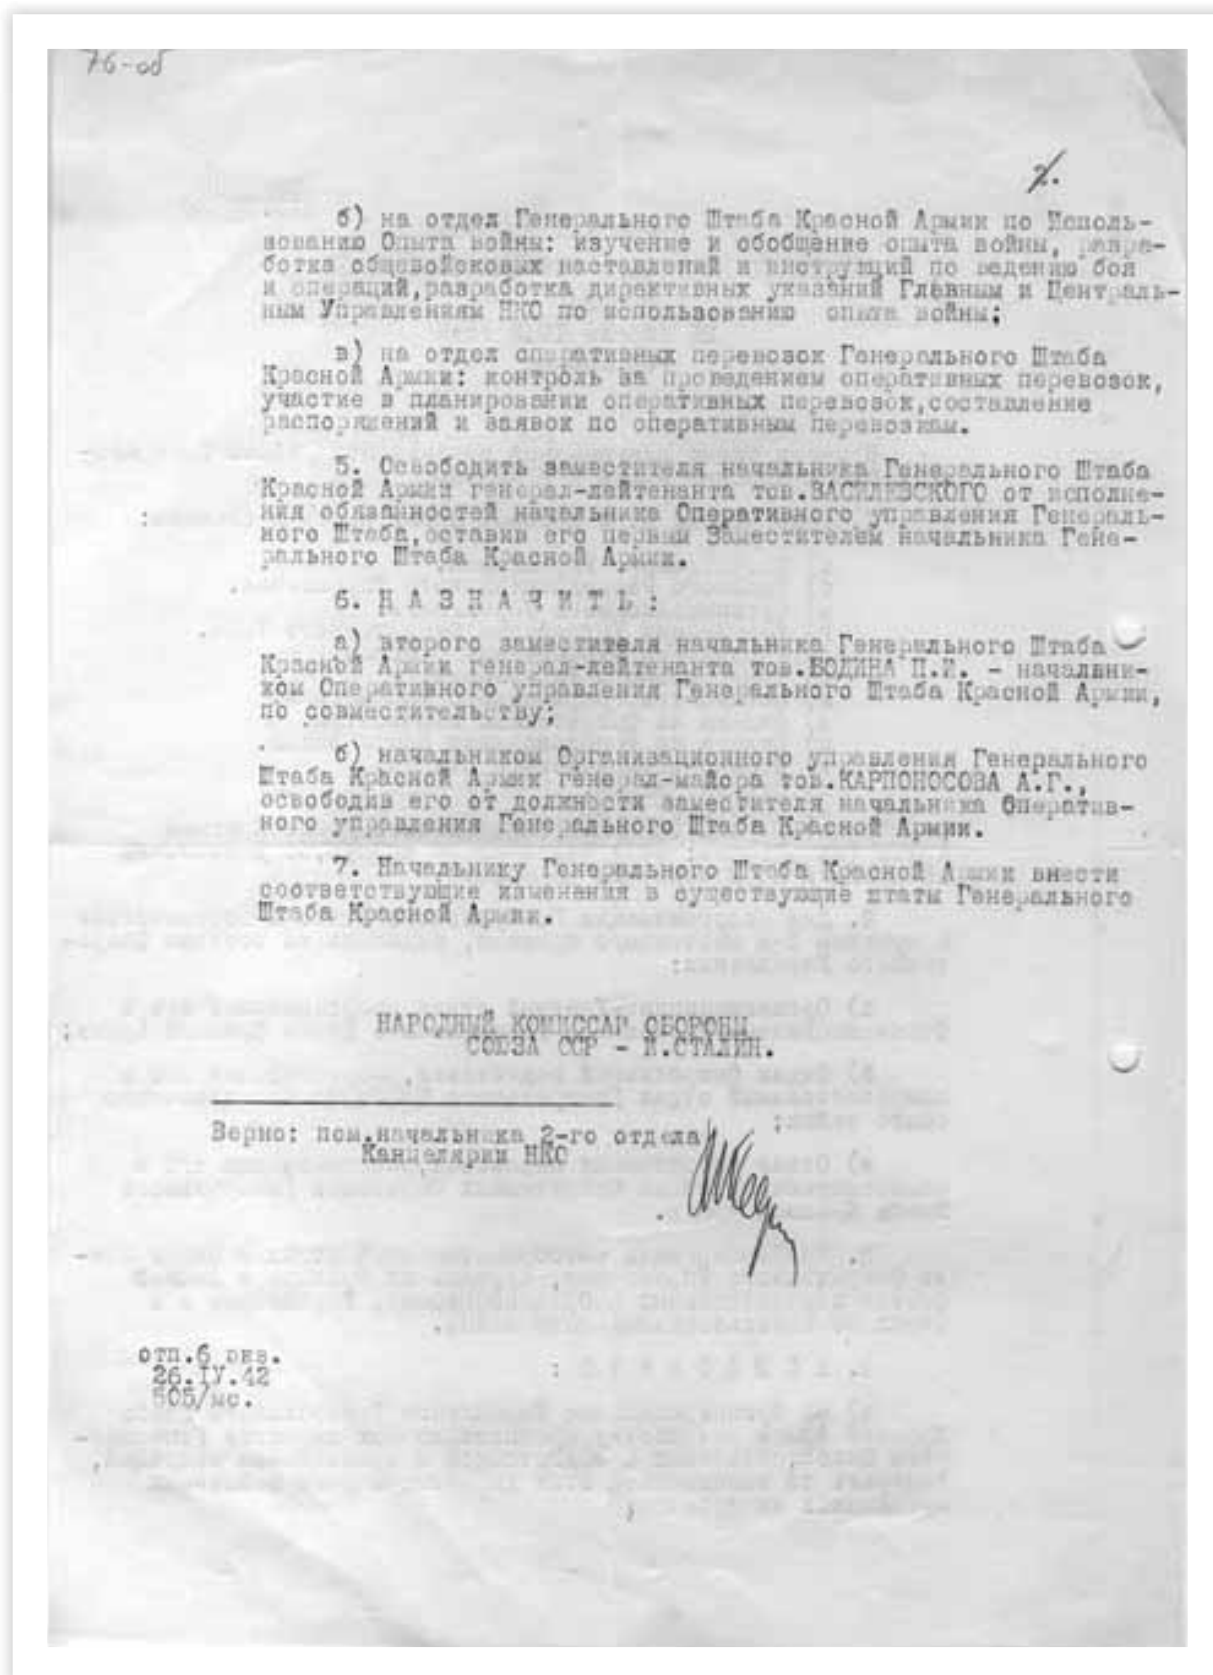 76-об
2.
б) на отдел Генерального Штаба Красной Армии по Исполь-
зованию Опыта войны: изучение и обобщение опыта войны, разра-
ботка общевойсковых наставлений и инструкций по ведению боя
и операций,разработка директивных указаний Главным и Централь-
ным Управлениям НКО по использованию опыта войны;
в) на отдел оперативных перевозок Генерального Штаба
Красной Армии: контроль за проведением оперативных перевозок,
участие в планировании оперативных перевозок,составление
распоряжений и заявок по оперативным перевозкам.
5. Освободить заместителя начальника Генерального Штаба
Красной Армии генерал-лейтенанта тов.ВАСИЛЕВСКОГО от исполне-
ния обязанностей начальника Оперативного управления Генераль-
ного Штаба,оставив его первым Заместителем начальника Гене-
рального Штаба Красной Армии.
6. Н А З Н А Ч И Т Ь :
а) второго заместителя начальника Генерального Штаба
Красной Армии генерал-лейтенанта тов.БОДИНА П.И. - начальни-
ком Оперативного управления Генерального Штаба Красной Армии,
по совместительству;
б) начальником Организационного управления Генерального
Штаба Красной Армии генерал-майора тов.КАРПОНОСОВА А.Г.,
освободив его от должности заместителя начальника Оператив-
ного управления Генерального Штаба Красной Армии.
7. Начальнику Генерального Штаба Красной Армии внести
соответствующие изменения в существующие штаты Генерального
Штаба Красной Армии.
НАРОДНЫЙ КОМИССАР ОБОРОНЫ
СОЮЗА ССР - И.СТАЛИН.
Верно: пом.начальника 2-го отдела
Канцелярии НКО
отп.6 экз.
26.IV.42
505/мс.